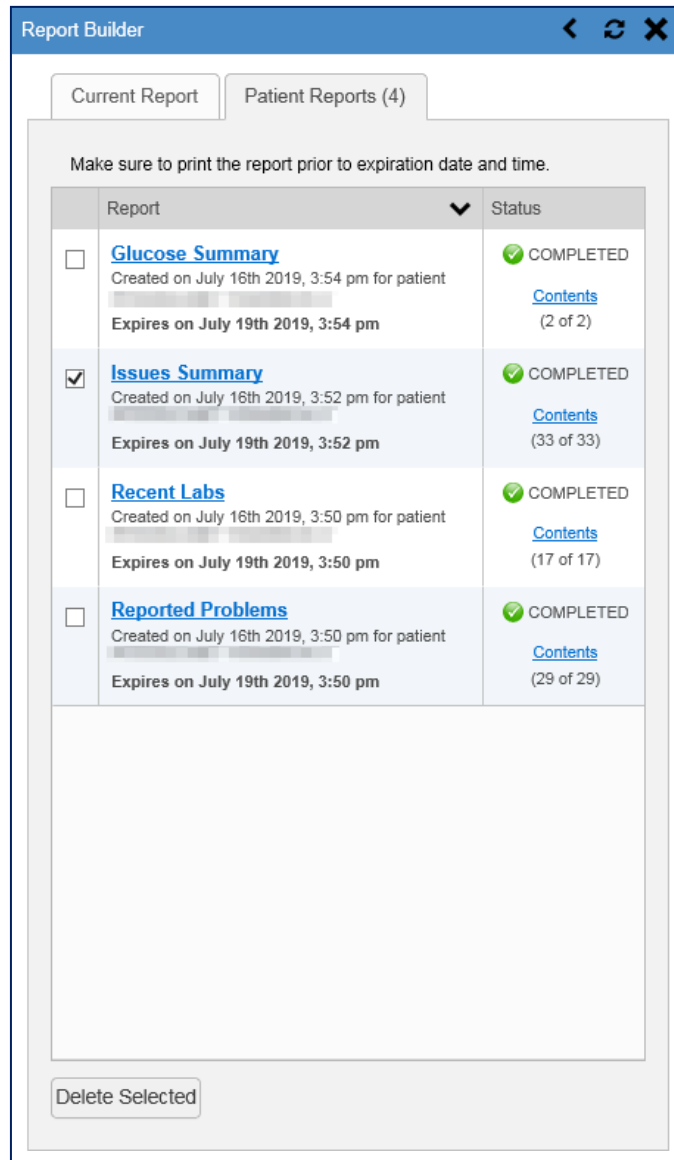 Report Builder
Current Report
Patient Reports (4)
Make sure to print the report prior to expiration date and time.
Report
Status
Glucose Summary
Created on July 16th 2019, 3:54 pm for patient
Expires on July 19th 2019, 3:54 pm
COMPLETED
Contents
(2 of 2)
Issues Summary
Created on July 16th 2019, 3:52 pm for patient
Expires on July 19th 2019, 3:52 pm
COMPLETED
Contents
(33 of 33)
Recent Labs
Created on July 16th 2019, 3:50 pm for patient
Expires on July 19th 2019, 3:50 pm
COMPLETED
Contents
(17 of 17)
Reported Problems
Created on July 16th 2019, 3:50 pm for patient
Expires on July 19th 2019, 3:50 pm
COMPLETED
Contents
(29 of 29)
Delete Selected